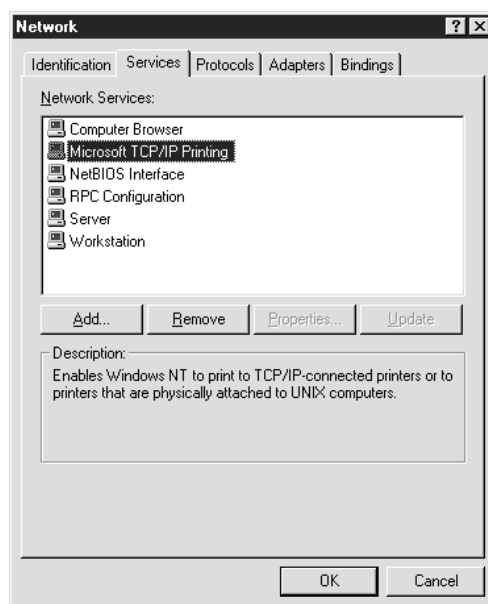 Network
Identification Services Protocols Adapters Bindings
Network Services:
Computer Browser
Microsoft TCP/IP Printing
NetBIOS Interface
RPC Configuration
Server
Workstation
Add... Remove Properties... Update
Description:
Enables Windows NT to print to TCP/IP-connected printers or to
printers that are physically attached to UNIX computers.
OK Cancel